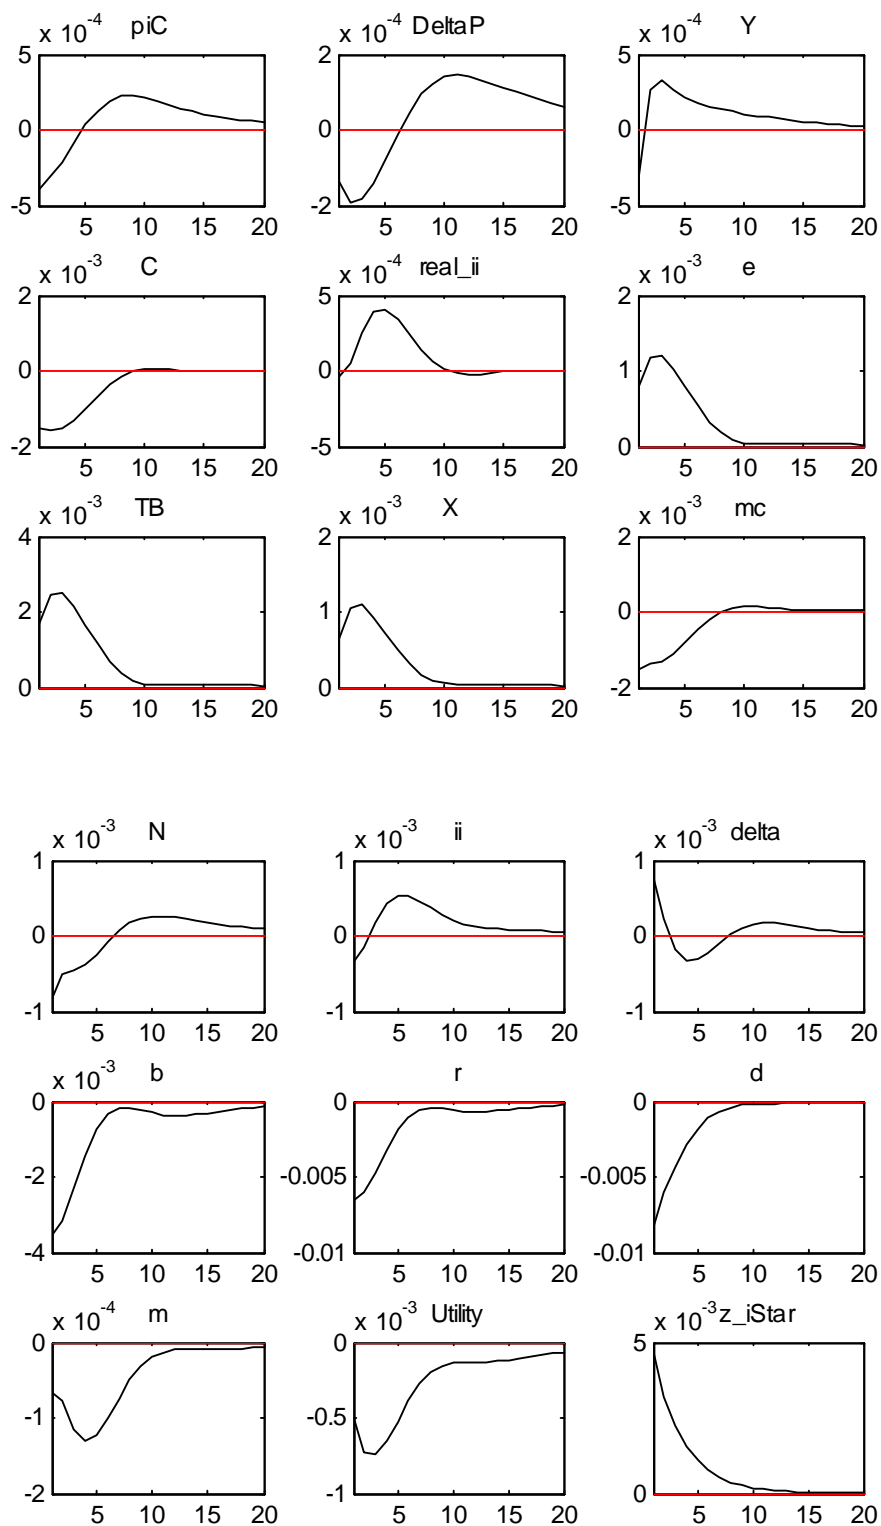 x 10^-4 piC
5
0
-5
5 10 15 20
x 10^-4 DeltaP
2
0
-2
5 10 15 20
x 10^-4 Y
5
0
-5
5 10 15 20
x 10^-3 C
2
0
-2
5 10 15 20
x 10^-4 real_ii
5
0
-5
5 10 15 20
x 10^-3 e
2
1
0
5 10 15 20
x 10^-3 TB
4
2
0
5 10 15 20
x 10^-3 X
2
1
0
5 10 15 20
x 10^-3 mc
2
0
-2
5 10 15 20
x 10^-3 N
1
0
-1
5 10 15 20
x 10^-3 ii
1
0
-1
5 10 15 20
x 10^-3 delta
1
0
-1
5 10 15 20
x 10^-3 b
0
-2
-4
5 10 15 20
r
0
-0.005
-0.01
5 10 15 20
d
0
-0.005
-0.01
5 10 15 20
x 10^-4 m
0
-1
-2
5 10 15 20
x 10^-3 Utility
0
-0.5
-1
5 10 15 20
x 10^-3 z_iStar
5
0
5 10 15 20